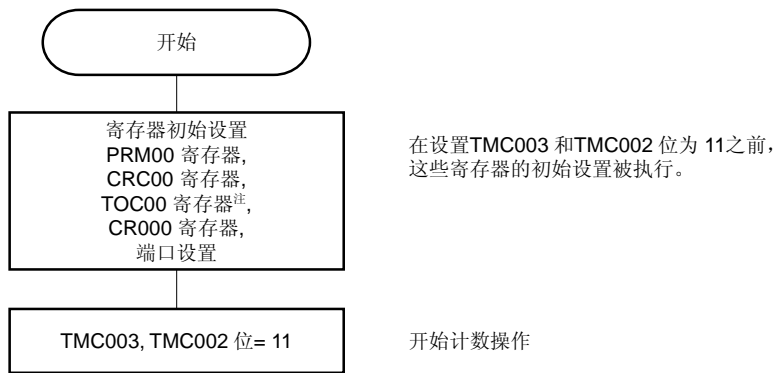 开始
寄存器初始设置
PRM00 寄存器,
CRC00 寄存器,
TOC00 寄存器注,
CR000 寄存器,
端口设置
在设置TMC003 和TMC002 位为 11之前，
这些寄存器的初始设置被执行。
TMC003, TMC002 位= 11
开始计数操作